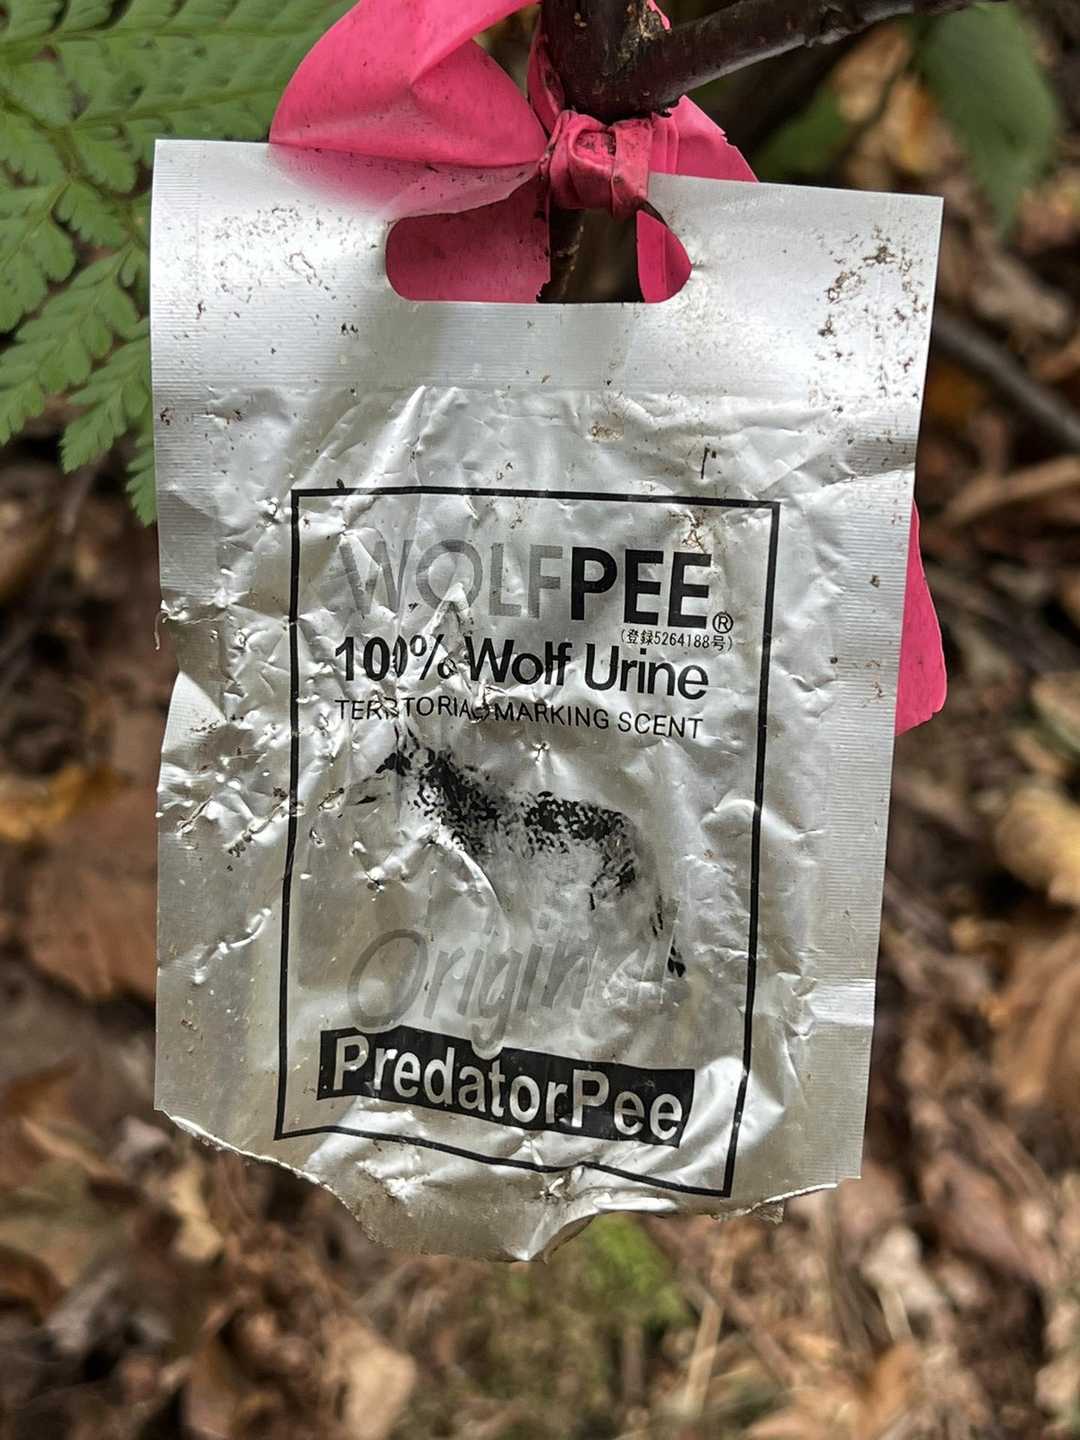 WOLFPEE®
(登録5264188号)
100% Wolf Urine
TERRITORIAL MARKING SCENT
Original
PredatorPee